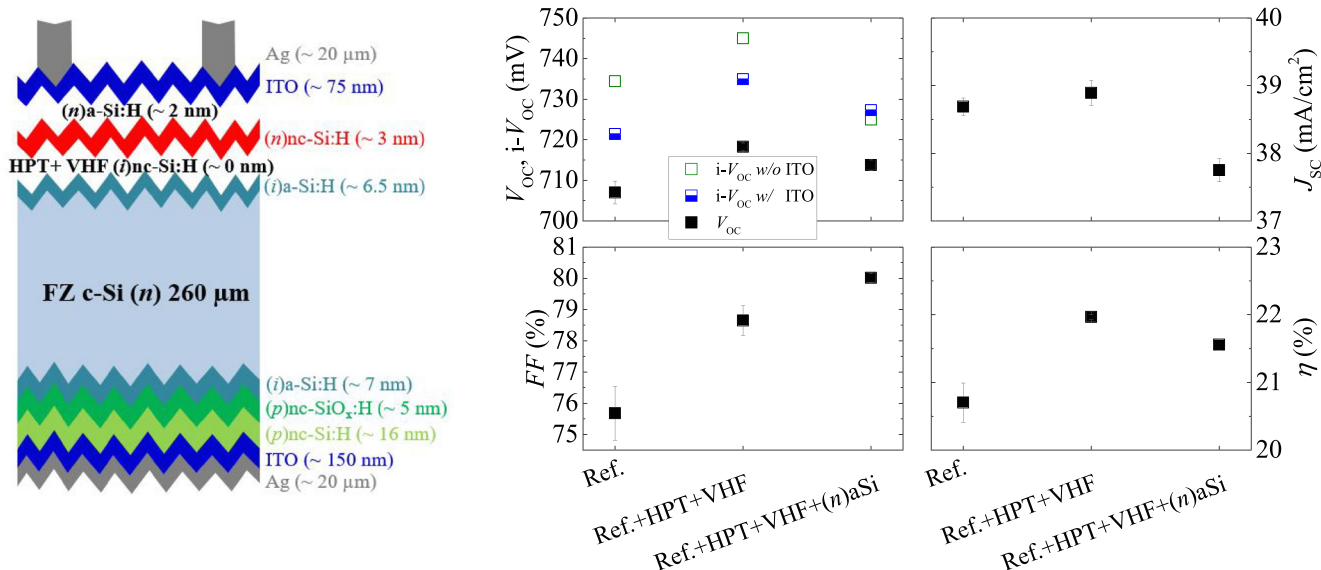 Ag (~ 20 µm)
ITO (~ 75 nm)
(n)a-Si:H (~ 2 nm)
(n)nc-Si:H (~ 3 nm)
HPT+ VHF (i)nc-Si:H (~ 0 nm)
(i)a-Si:H (~ 6.5 nm)
FZ c-Si (n) 260 µm
(i)a-Si:H (~ 7 nm)
(p)nc-SiOx:H (~ 5 nm)
(p)nc-Si:H (~ 16 nm)
ITO (~ 150 nm)
Ag (~ 20 µm)
VOC, i-VOC (mV)
750
740
730
720
710
700
i-VOC w/o ITO
i-VOC w/ ITO
VOC
40
39
38
37
JSC (mA/cm2)
FF (%)
81
80
79
78
77
76
75
23
22
21
20
η (%)
Ref.
Ref.+HPT+VHF
Ref.+HPT+VHF+(n)aSi
Ref.
Ref.+HPT+VHF
Ref.+HPT+VHF+(n)aSi